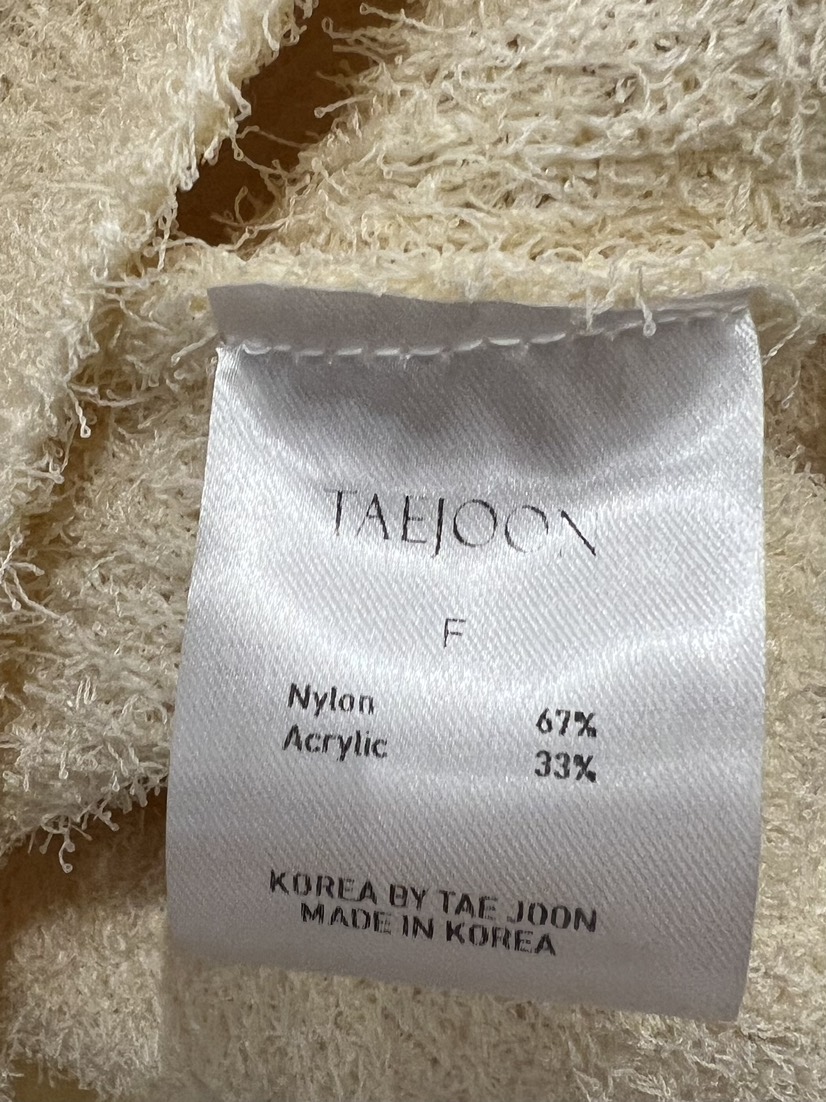 TAEJOON
F
Nylon 67%
Acrylic 33%
KOREA BY TAE JOON
MADE IN KOREA